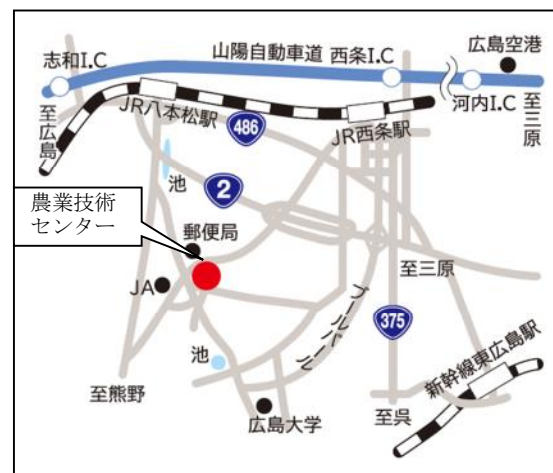 志和I.C
山陽自動車道 西条I.C
広島空港
至広島
JR八本松駅
486
JR西条駅
河内I.C
至三原
池
2
農業技術
センター
郵便局
JA
至三原
ブールバール
375
池
新幹線東広島駅
至熊野
広島大学
至呉